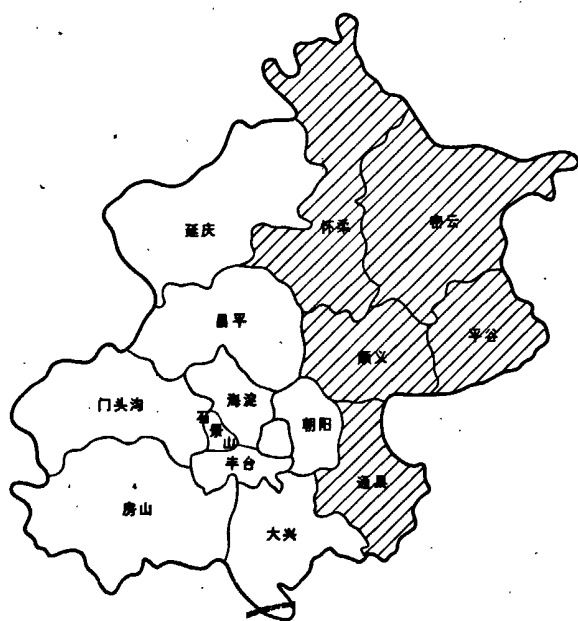 延庆
怀柔
密云
昌平
顺义
平谷
门头沟
海淀
石景山
朝阳
丰台
通县
房山
大兴